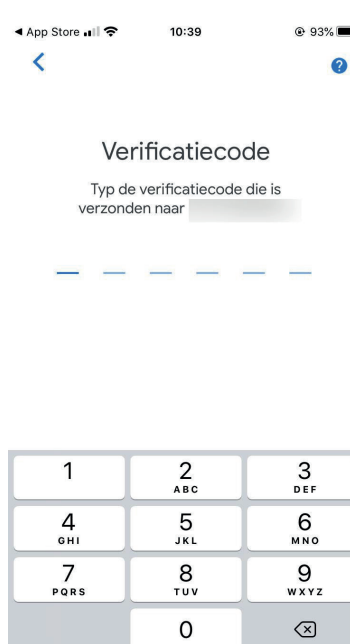 App Store
10:39
93%
?
Verificatiecode
Typ de verificatiecode die is
verzonden naar
1
2
ABC
3
DEF
4
GHI
5
JKL
6
MNO
7
PQRS
8
TUV
9
WXYZ
0